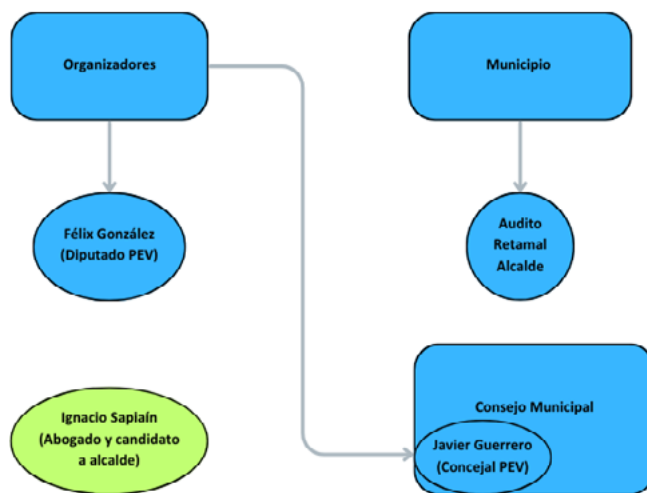 Organizadores
Municipio
Félix González
(Diputado PEV)
Audito
Retamal
Alcalde
Ignacio Saplaín
(Abogado y candidato
a alcalde)
Consejo Municipal
Javier Guerrero
(Concejal PEV)